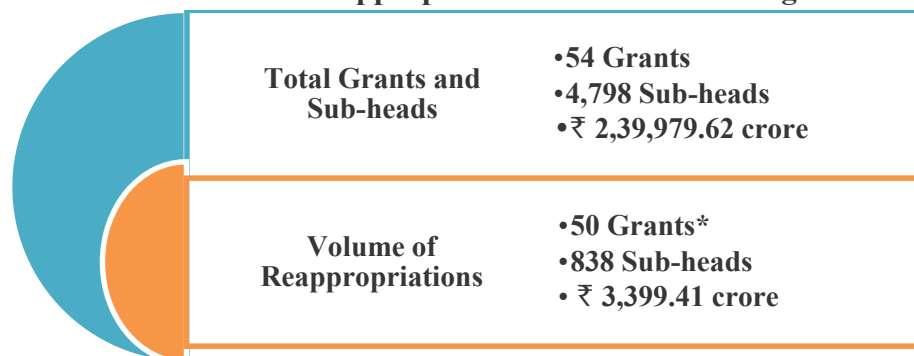 Total Grants and
Sub-heads
•54 Grants
•4,798 Sub-heads
•₹ 2,39,979.62 crore
Volume of
Reappropriations
•50 Grants*
•838 Sub-heads
• ₹ 3,399.41 crore